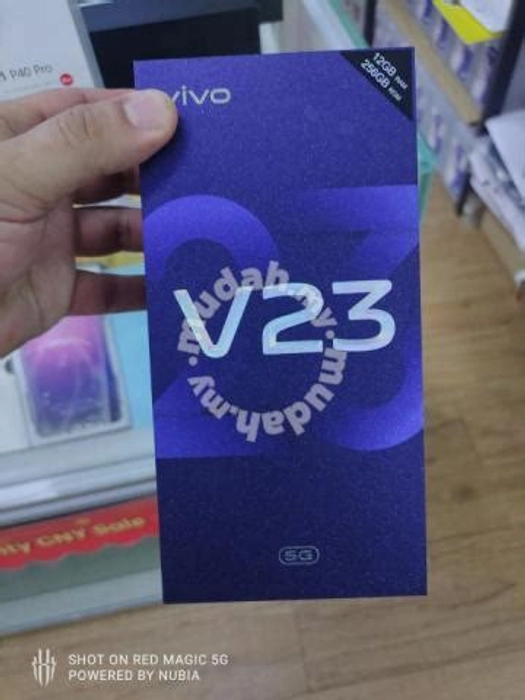 P40 Pro
vivo
12GB RAM
256GB ROM
V23
mudah.my.mudah.my.
5G
ity CNY Sale
SHOT ON RED MAGIC 5G
POWERED BY NUBIA